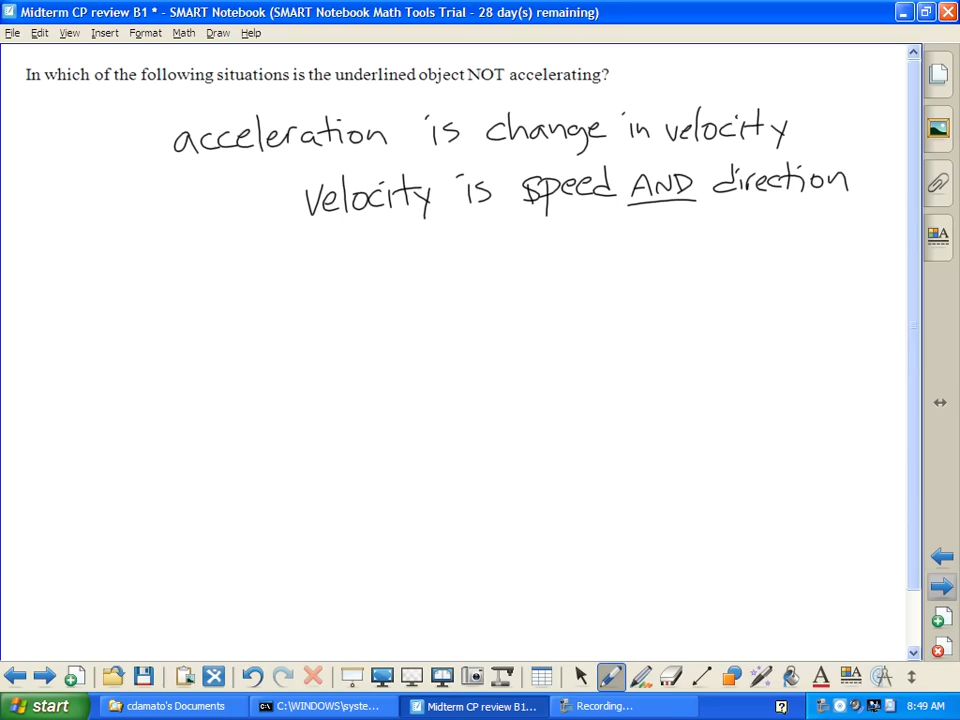 Midterm CP review B1 * - SMART Notebook (SMART Notebook Math Tools Trial - 28 day(s) remaining)
File Edit View Insert Format Math Draw Help
In which of the following situations is the underlined object NOT accelerating?
acceleration is change in velocity
velocity is speed AND direction
start cdamato's Documents C:\WINDOWS\syste... Midterm CP review B1... Recording... 8:49 AM